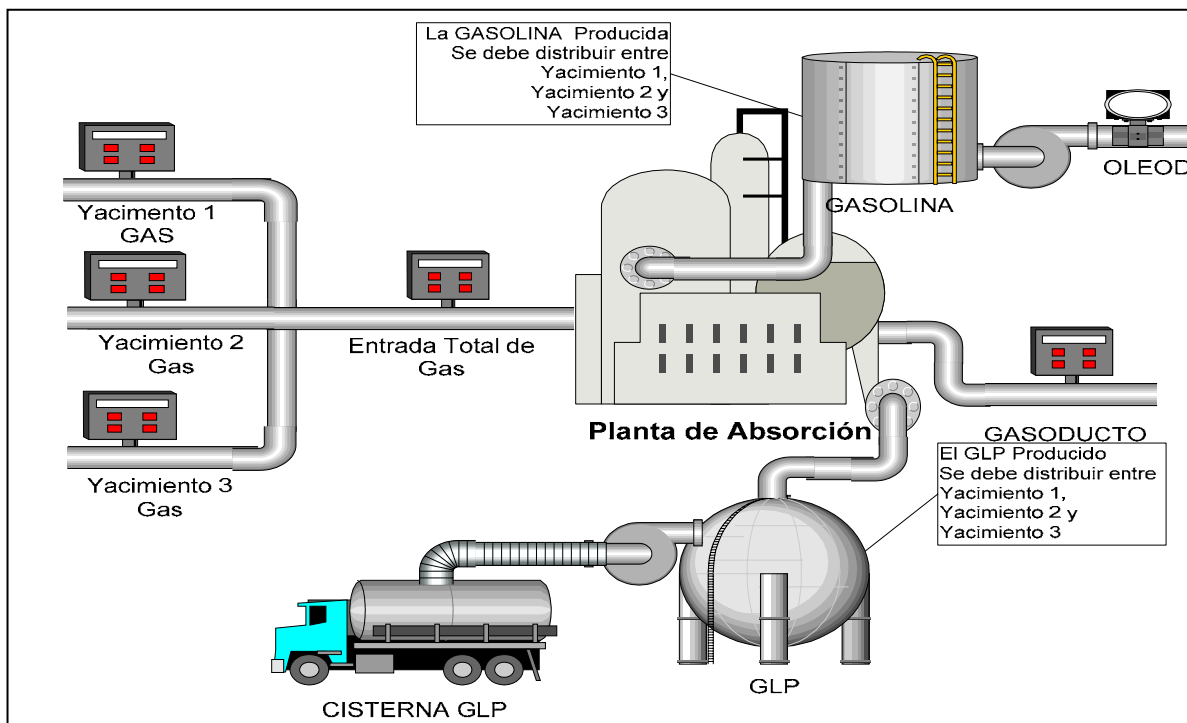 La GASOLINA Producida
Se debe distribuir entre
Yacimiento 1,
Yacimiento 2 y
Yacimiento 3
OLEOD
GASOLINA
Yacimento 1
GAS
Yacimiento 2
Gas
Entrada Total de
Gas
Yacimiento 3
Gas
Planta de Absorción
GASODUCTO
El GLP Producido
Se debe distribuir entre
Yacimiento 1,
Yacimiento 2 y
Yacimiento 3
GLP
CISTERNA GLP